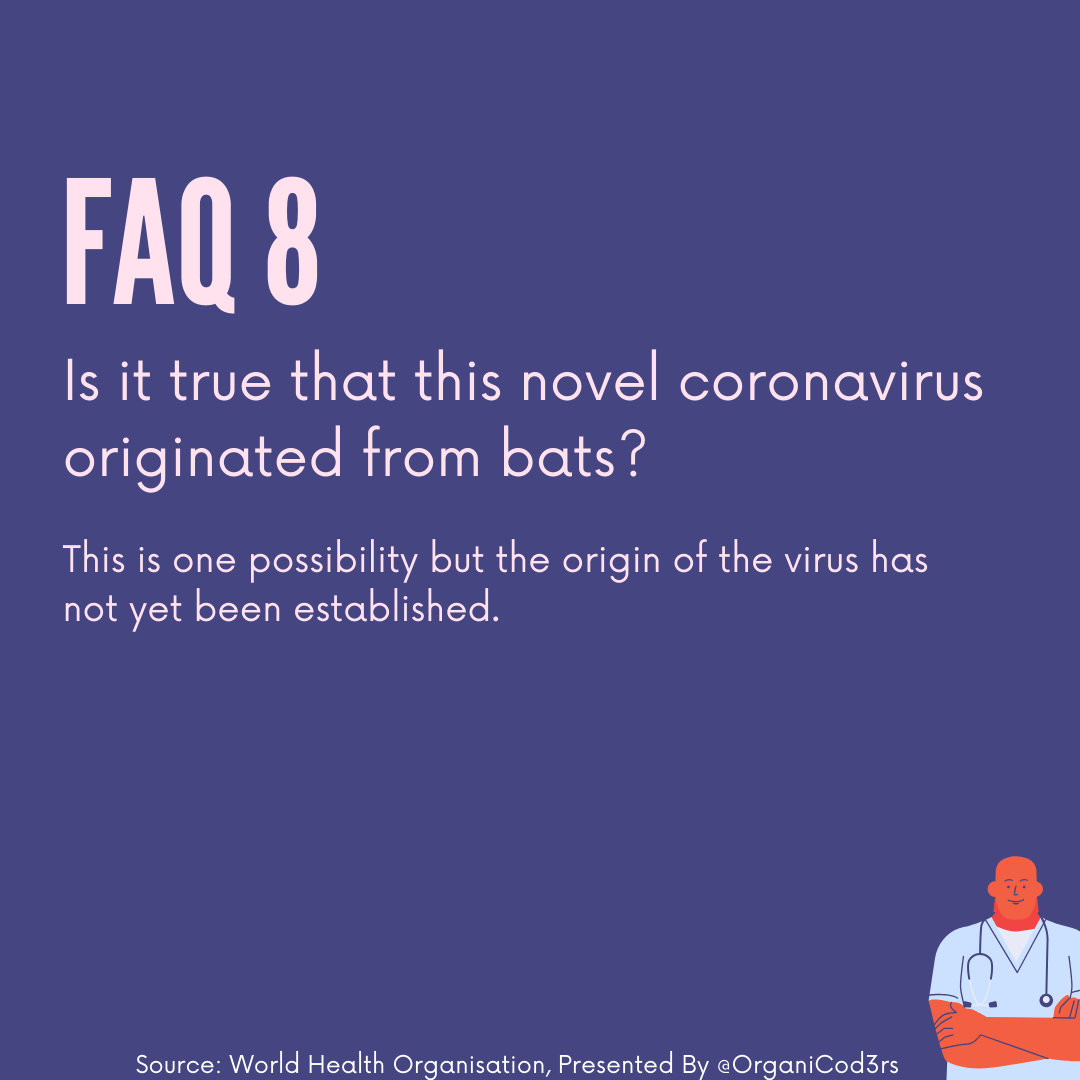 FAQ 8
Is it true that this novel coronavirus
originated from bats?
This is one possibility but the origin of the virus has
not yet been established.
Source: World Health Organisation, Presented By @OrganiCod3rs